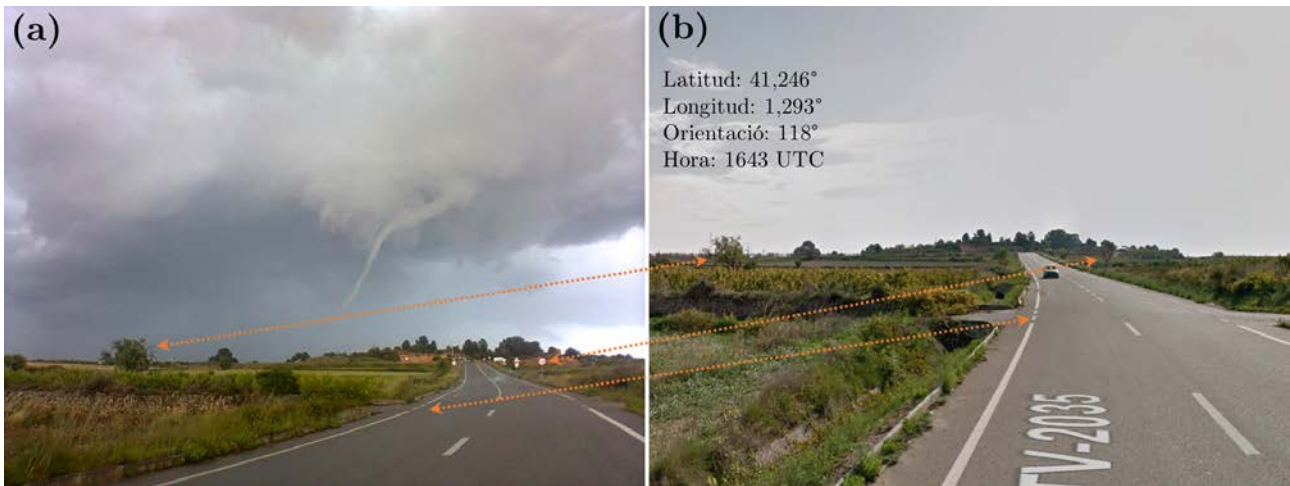 (a)
(b)
Latitud: 41,246°
Longitud: 1,293°
Orientació: 118°
Hora: 1643 UTC
TV-2035